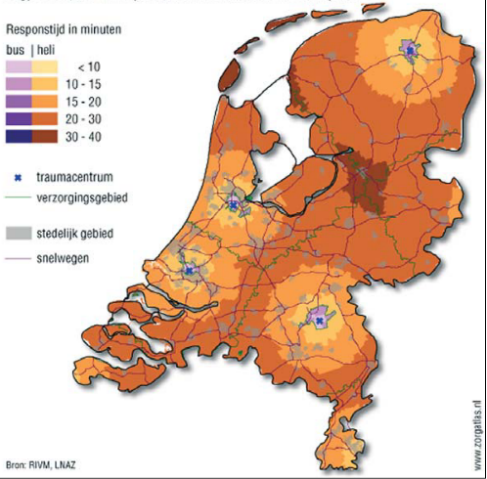 Responstijd in minuten
bus | heli
< 10
10 - 15
15 - 20
20 - 30
30 - 40
traumacentrum
verzorgingsgebied
stedelijk gebied
snelwegen
Bron: RIVM, LNAZ
www.zorgatlas.nl